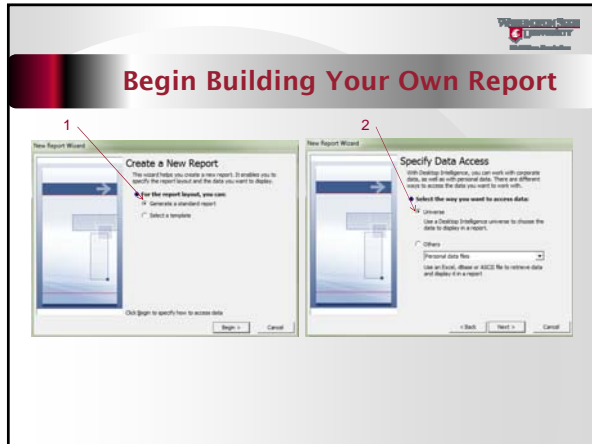 WASHINGTON STATE
UNIVERSITY
Begin Building Your Own Report
1
2
New Report Wizard
Create a New Report
This wizard helps you create a new report. It enables you to
specify the report layout and the data you want to display.
For the report layout, you can:
Generate a standard report
Select a template
Click Begin to specify how to access data
Begin >
Cancel
New Report Wizard
Specify Data Access
With Desktop Intelligence, you can work with corporate
data, as well as with personal data. There are different
ways to access the data you want to work with.
Select the way you want to access data:
Universe
Use a Desktop Intelligence universe to choose the
data to display in a report.
Others
Personal data files
Use an Excel, dBase or ASCII file to retrieve data
and display it in a report
< Back
Next >
Cancel